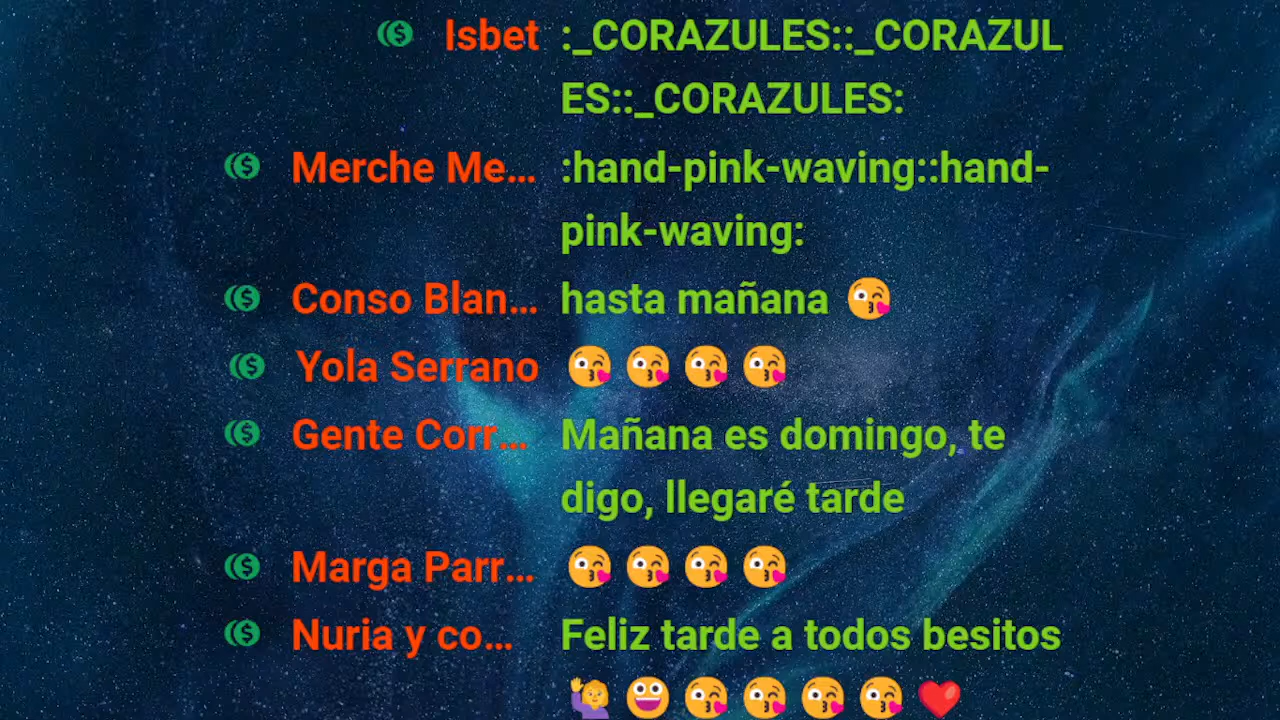 Isbet :_CORAZULES::_CORAZUL
ES::_CORAZULES:
Merche Me... :hand-pink-waving::hand-
pink-waving:
Conso Blan... hasta mañana 😘
Yola Serrano 😘 😘 😘 😘
Gente Corr... Mañana es domingo, te
digo, llegaré tarde
Marga Parr... 😘 😘 😘 😘
Nuria y co... Feliz tarde a todos besitos
🙋‍♀️ 😀 😘 😘 😘 😘 ❤️